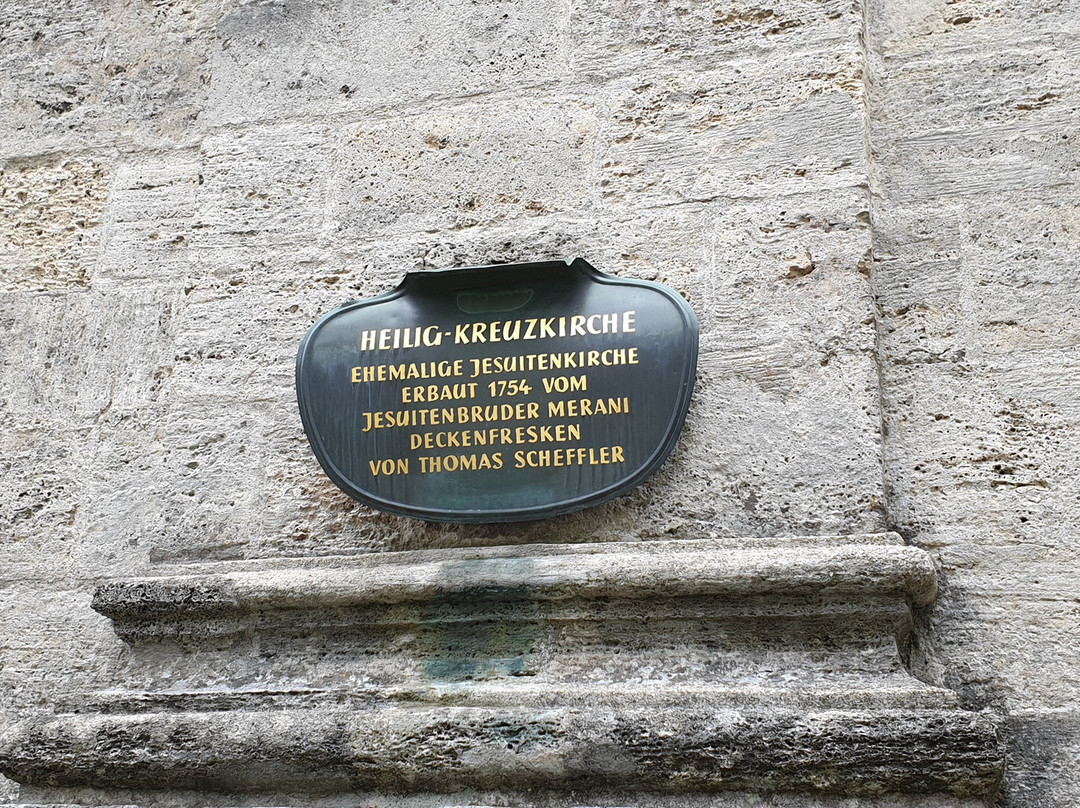 HEILIG-KREUZKIRCHE
EHEMALIGE JESUITENKIRCHE
ERBAUT 1754 VOM
JESUITENBRUDER MERANI
DECKENFRESKEN
VON THOMAS SCHEFFLER